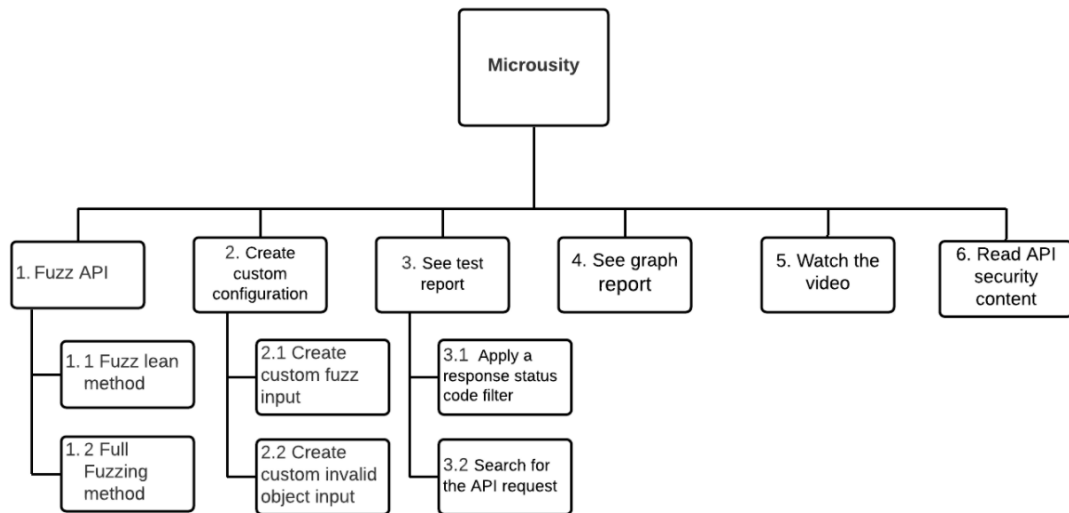 Microusity
1. Fuzz API
2. Create
custom
configuration
3. See test
report
4. See graph
report
5. Watch the
video
6. Read API
security
content
1. 1 Fuzz lean
method
2.1 Create
custom fuzz
input
3.1 Apply a
response status
code filter
1. 2 Full
Fuzzing
method
2.2 Create
custom invalid
object input
3.2 Search for
the API request